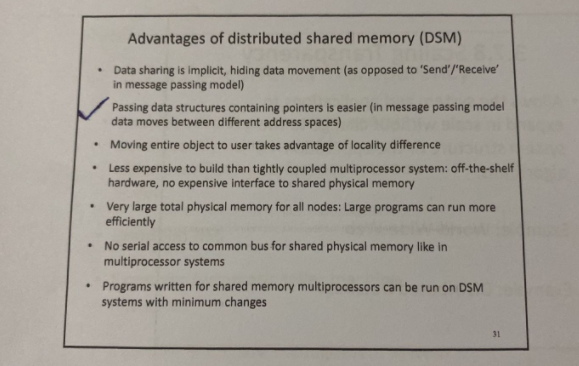 Advantages of distributed shared memory (DSM)
• Data sharing is implicit, hiding data movement (as opposed to 'Send'/'Receive'
in message passing model)
Passing data structures containing pointers is easier (in message passing model
data moves between different address spaces)
• Moving entire object to user takes advantage of locality difference
• Less expensive to build than tightly coupled multiprocessor system: off-the-shelf
hardware, no expensive interface to shared physical memory
• Very large total physical memory for all nodes: Large programs can run more
efficiently
• No serial access to common bus for shared physical memory like in
multiprocessor systems
• Programs written for shared memory multiprocessors can be run on DSM
systems with minimum changes
31